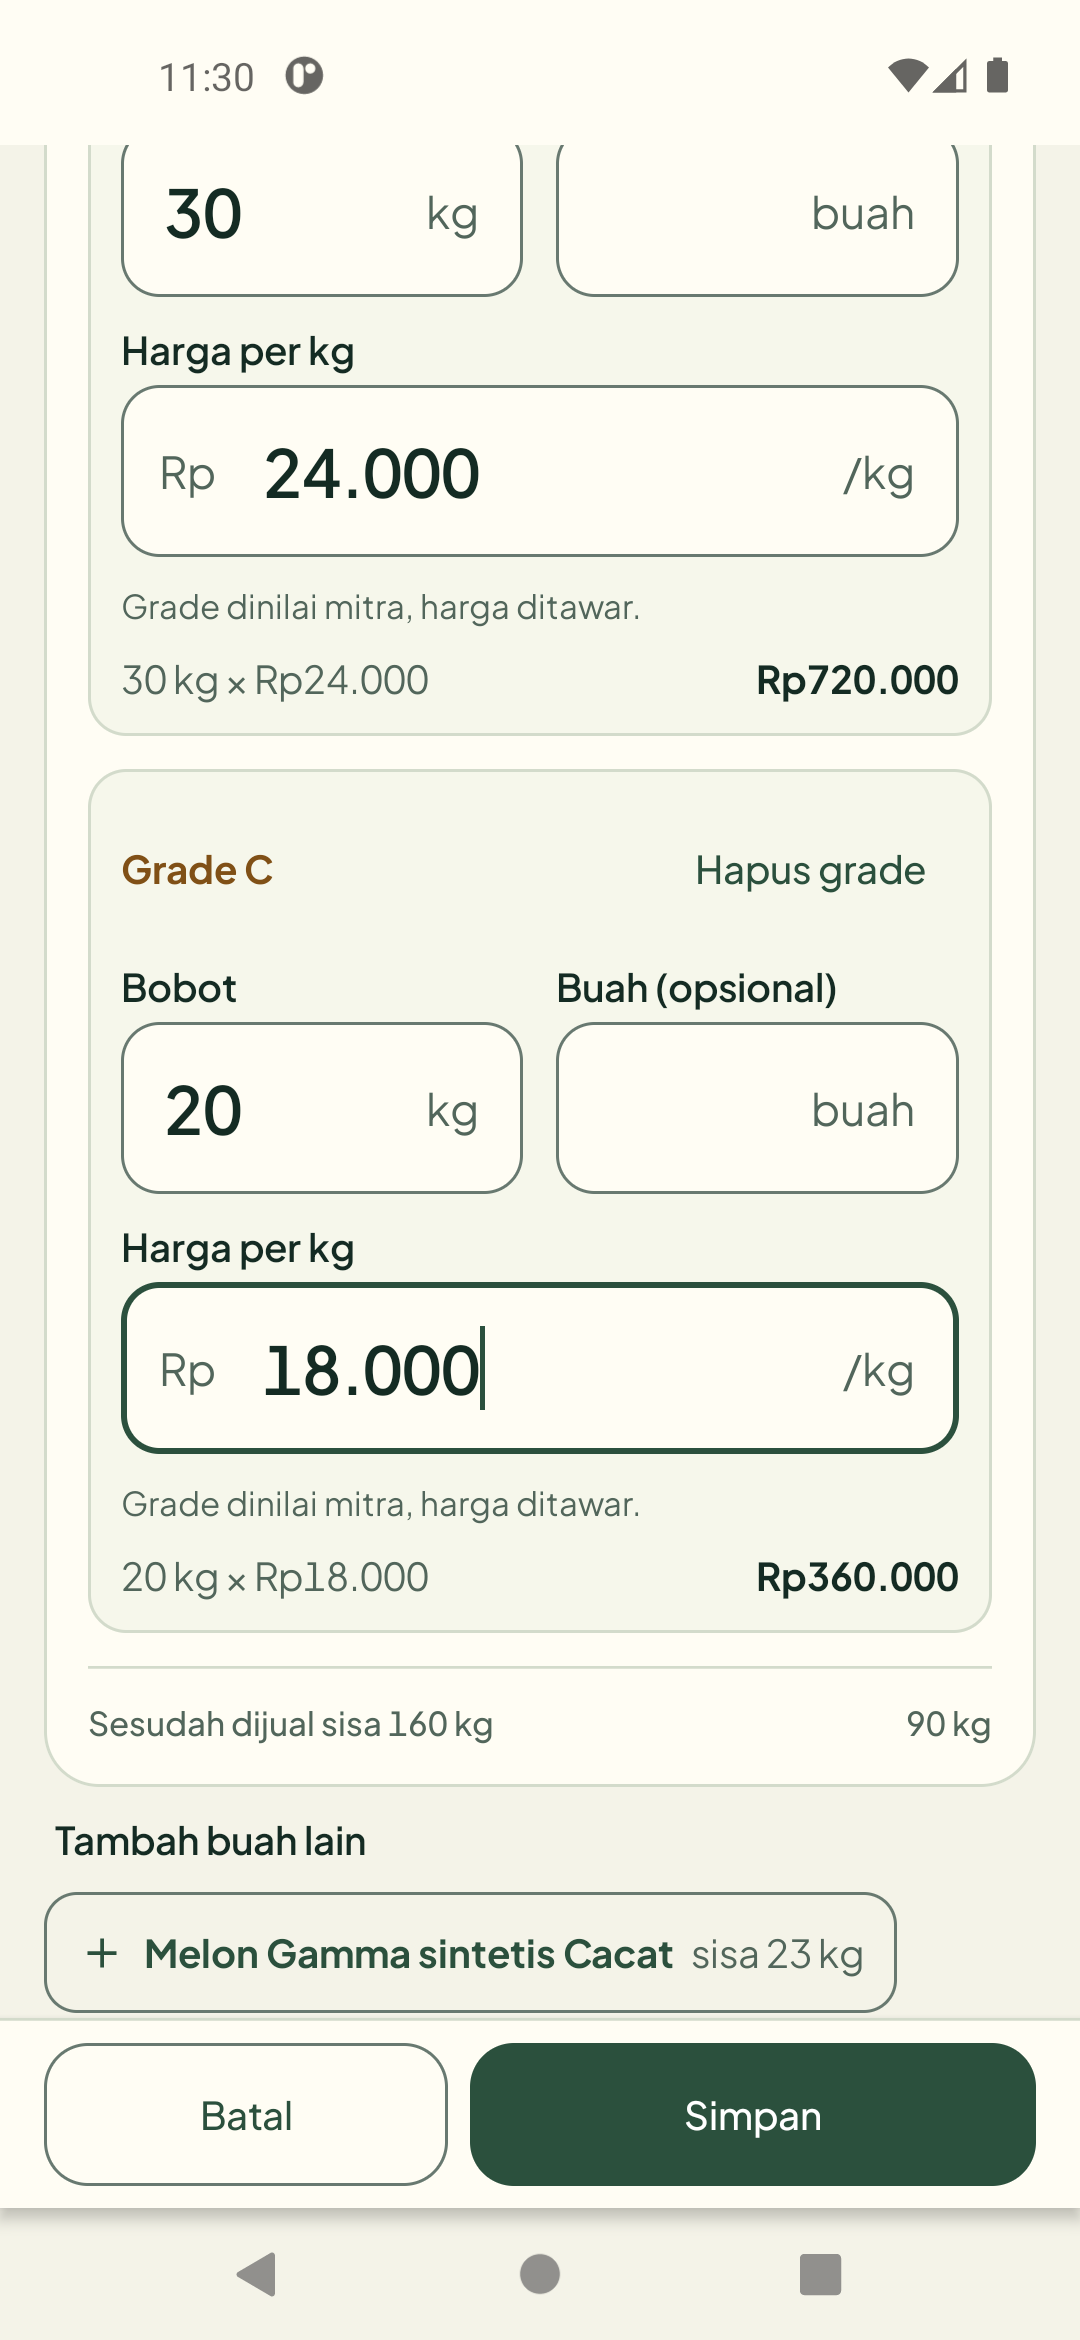 11:30
30 kg
buah
Harga per kg
Rp 24.000 /kg
Grade dinilai mitra, harga ditawar.
30 kg × Rp24.000 Rp720.000
Grade C Hapus grade
Bobot Buah (opsional)
20 kg
buah
Harga per kg
Rp 18.000 /kg
Grade dinilai mitra, harga ditawar.
20 kg × Rp18.000 Rp360.000
Sesudah dijual sisa 160 kg 90 kg
Tambah buah lain
+ Melon Gamma sintetis Cacat sisa 23 kg
Batal Simpan